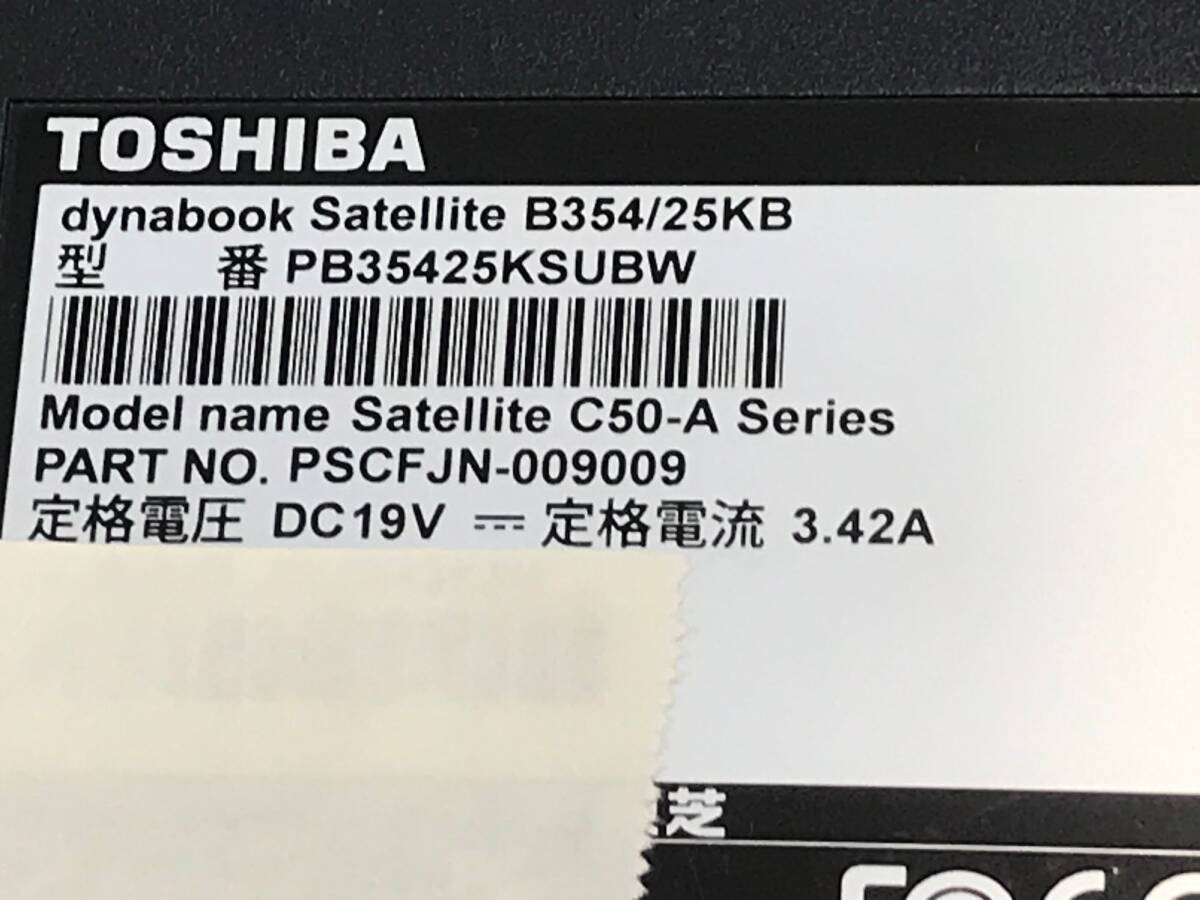 TOSHIBA
dynabook Satellite B354/25KB
型 番 PB35425KSUBW
Model name Satellite C50-A Series
PART NO. PSCFJN-009009
定格電圧 DC19V ⎓ 定格電流 3.42A
芝